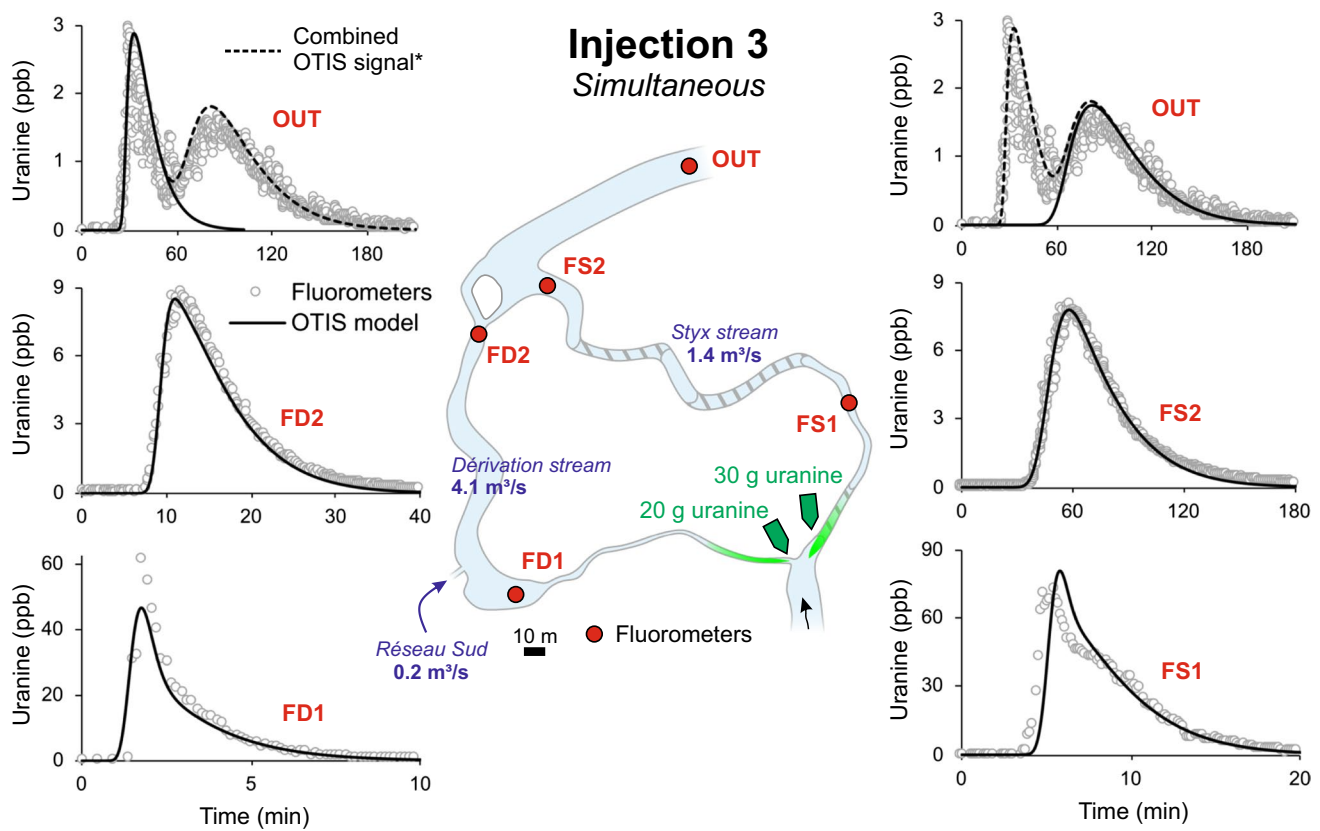 Injection 3
Simultaneous
Combined
OTIS signal*
OUT
Uranine (ppb)
3
2
1
0
0
60
120
180
Fluorometers
OTIS model
FD2
Uranine (ppb)
9
6
3
0
0
10
20
30
40
FD1
Uranine (ppb)
60
40
20
0
0
5
10
Time (min)
OUT
FS2
FD2
Styx stream
1.4 m³/s
FS1
Dérivation stream
4.1 m³/s
30 g uranine
20 g uranine
FD1
10 m
Fluorometers
Réseau Sud
0.2 m³/s
OUT
Uranine (ppb)
3
2
1
0
0
60
120
180
FS2
Uranine (ppb)
9
6
3
0
0
60
120
180
FS1
Uranine (ppb)
90
60
30
0
0
10
20
Time (min)